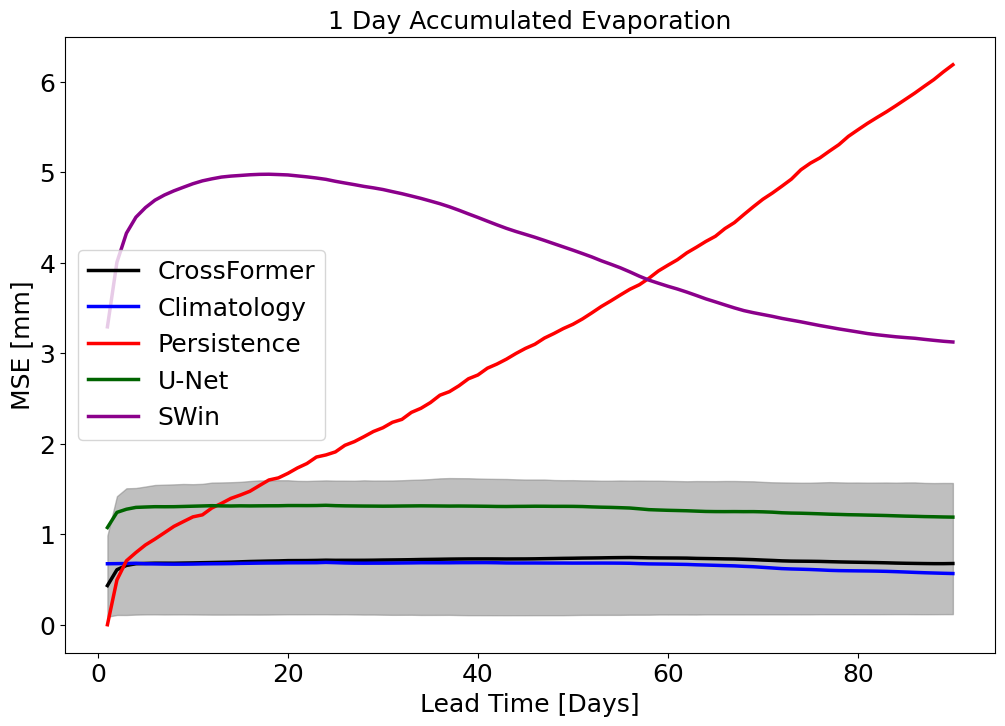 1 Day Accumulated Evaporation
MSE [mm]
6
5
4
3
2
1
0
CrossFormer
Climatology
Persistence
U-Net
SWin
0 20 40 60 80
Lead Time [Days]